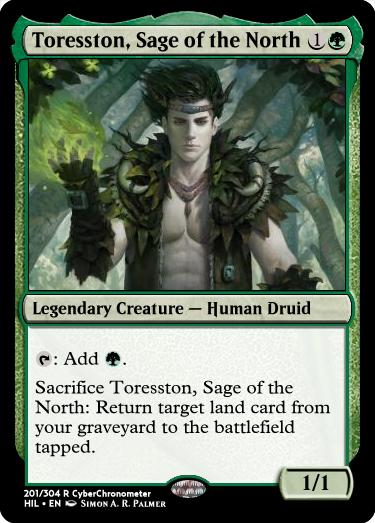 Toresston, Sage of the North 1
Legendary Creature — Human Druid
: Add .
Sacrifice Toresston, Sage of the
North: Return target land card from
your graveyard to the battlefield
tapped.
1/1
201/304 R CyberChronometer
HIL • EN Simon A. R. Palmer